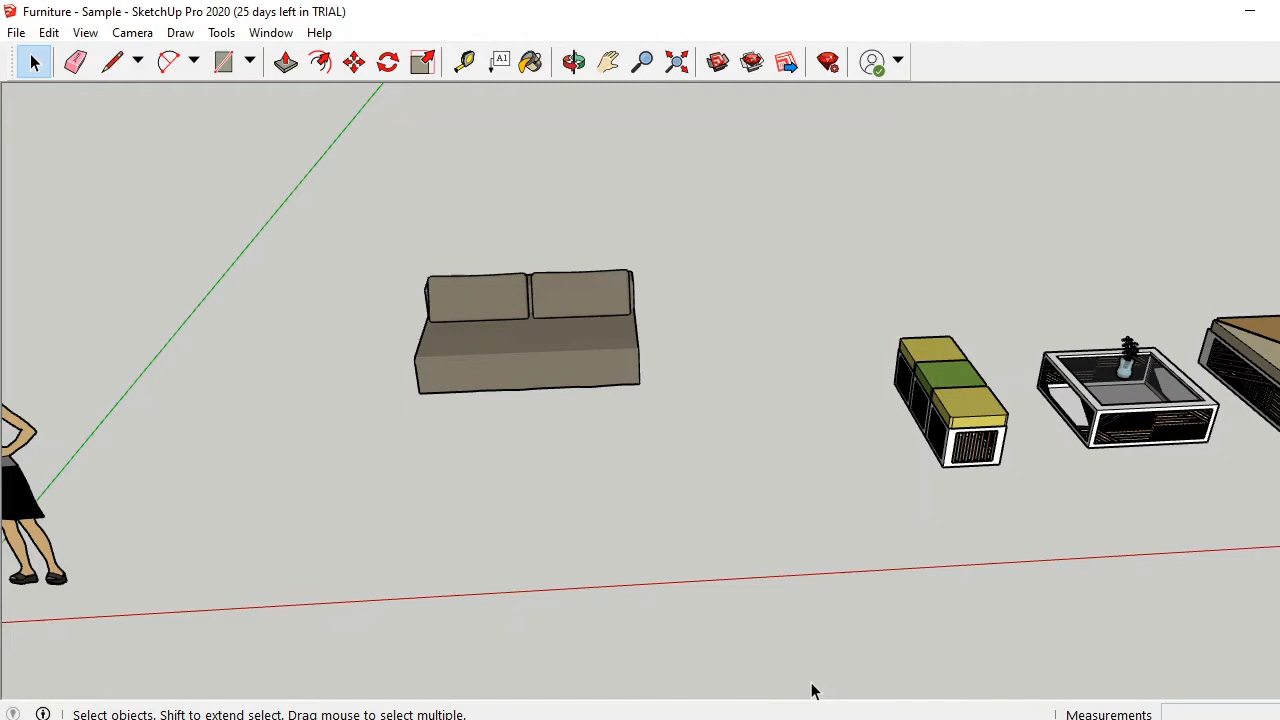 Furniture - Sample - SketchUp Pro 2020 (25 days left in TRIAL)
File Edit View Camera Draw Tools Window Help
A1
Select objects. Shift to extend select. Drag mouse to select multiple.
Measurements